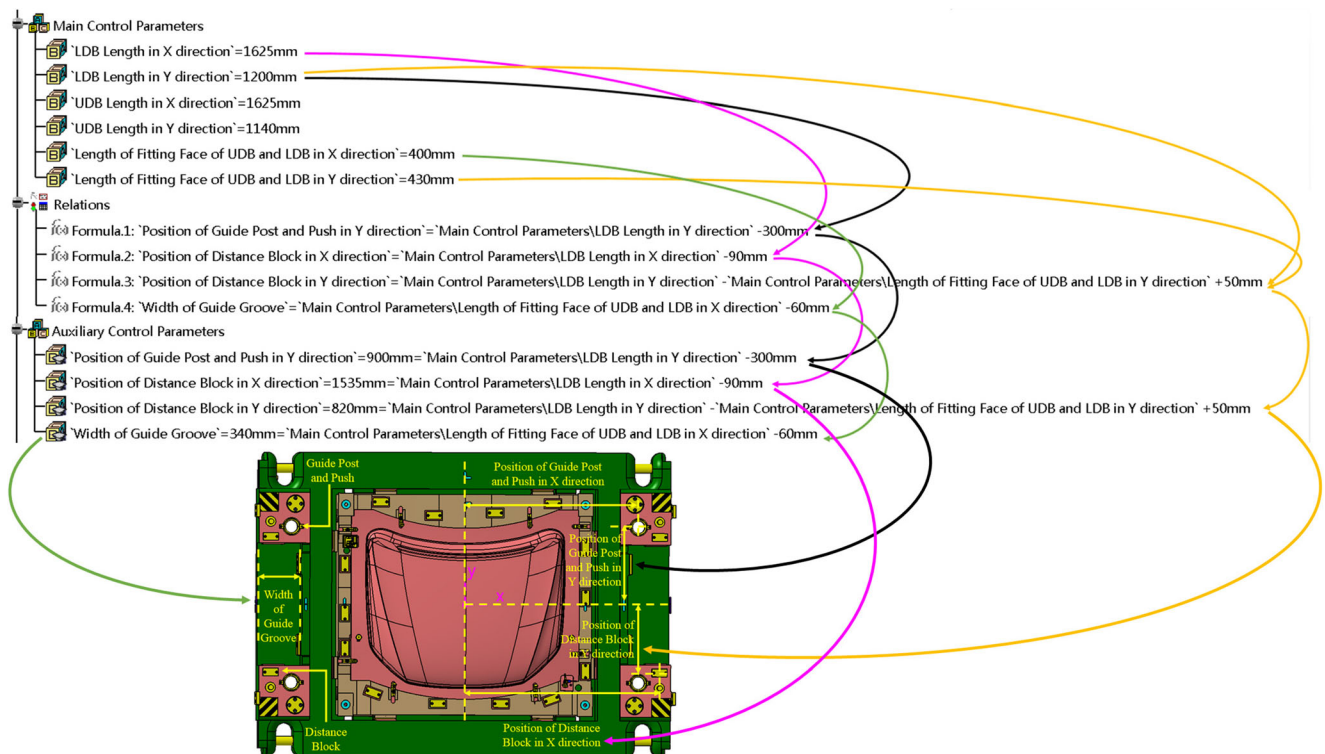 Main Control Parameters
`LDB Length in X direction`=1625mm
`LDB Length in Y direction`=1200mm
`UDB Length in X direction`=1625mm
`UDB Length in Y direction`=1140mm
`Length of Fitting Face of UDB and LDB in X direction`=400mm
`Length of Fitting Face of UDB and LDB in Y direction`=430mm
Relations
Formula.1: `Position of Guide Post and Push in Y direction`=`Main Control Parameters\LDB Length in Y direction` -300mm
Formula.2: `Position of Distance Block in X direction`=`Main Control Parameters\LDB Length in X direction` -90mm
Formula.3: `Position of Distance Block in Y direction`=`Main Control Parameters\LDB Length in Y direction` -`Main Control Parameters\Length of Fitting Face of UDB and LDB in Y direction` +50mm
Formula.4: `Width of Guide Groove`=`Main Control Parameters\Length of Fitting Face of UDB and LDB in X direction` -60mm
Auxiliary Control Parameters
`Position of Guide Post and Push in Y direction`=900mm=`Main Control Parameters\LDB Length in Y direction` -300mm
`Position of Distance Block in X direction`=1535mm=`Main Control Parameters\LDB Length in X direction` -90mm
`Position of Distance Block in Y direction`=820mm=`Main Control Parameters\LDB Length in Y direction` -`Main Control Parameters\Length of Fitting Face of UDB and LDB in Y direction` +50mm
`Width of Guide Groove`=340mm=`Main Control Parameters\Length of Fitting Face of UDB and LDB in X direction` -60mm
Guide Post
and Push
Position of Guide Post
and Push in X direction
Position of
Guide Post
and Push in
Y direction
y
x
Width
of
Guide
Groove
Position of
Distance Block
in Y direction
Distance
Block
Position of Distance
Block in X direction